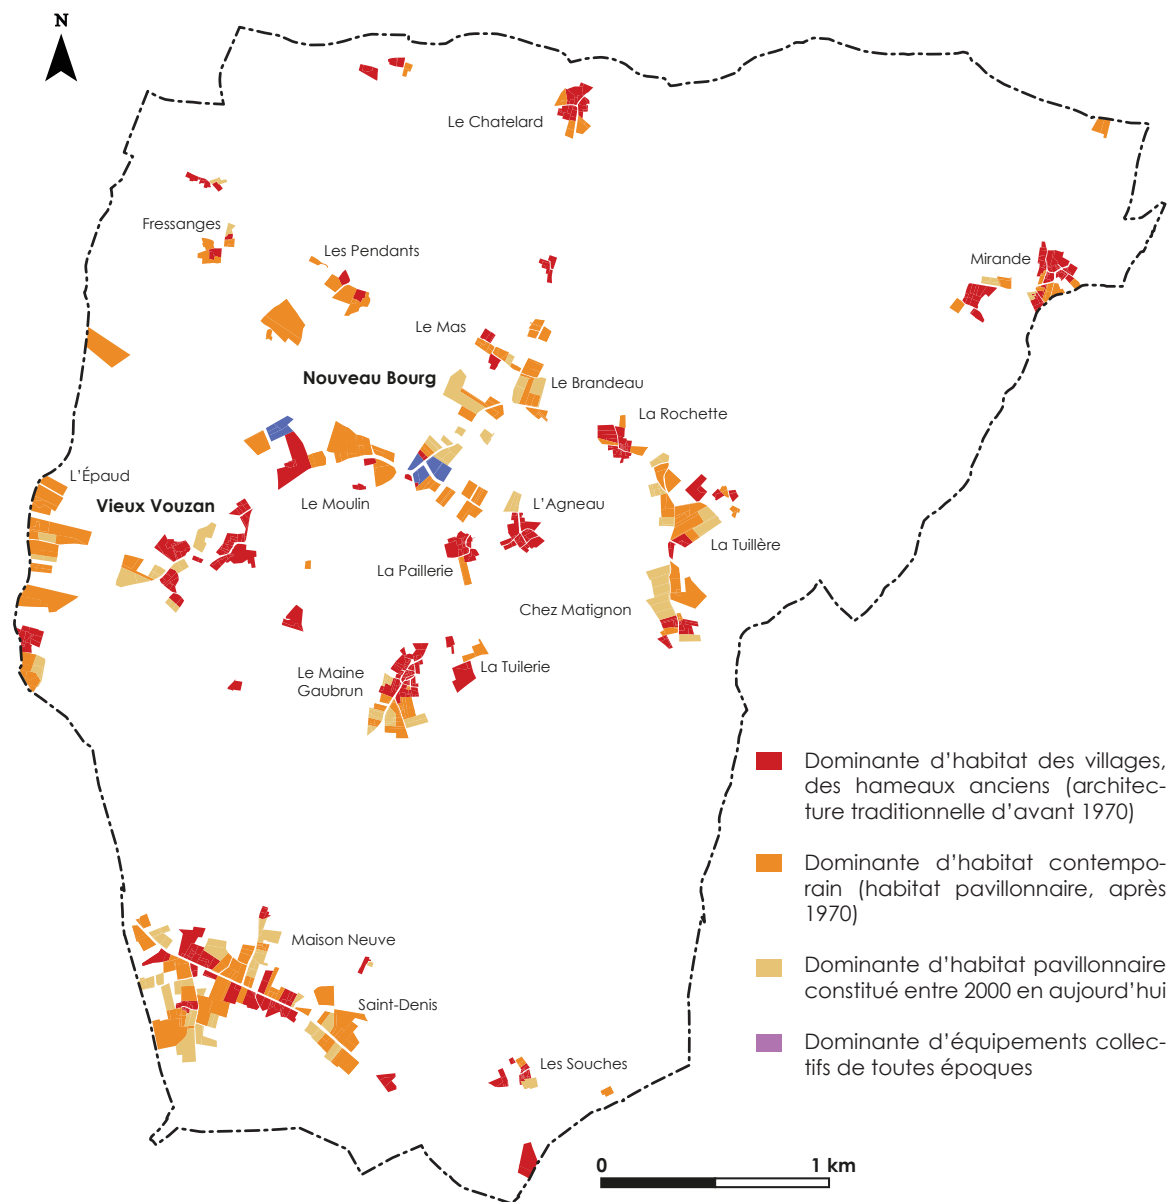 N
Le Chatelard
Fressanges
Les Pendants
Mirande
Le Mas
Nouveau Bourg
Le Brandeau
La Rochette
L'Épaud
Vieux Vouzan
Le Moulin
L'Agneau
La Tuillère
La Paillerie
Chez Matignon
Le Maine
Gaubrun
La Tuilerie
Dominante d'habitat des villages,
des hameaux anciens (architec-
ture traditionnelle d'avant 1970)
Dominante d'habitat contempo-
rain (habitat pavillonnaire, après
1970)
Dominante d'habitat pavillonnaire
constitué entre 2000 en aujourd'hui
Dominante d'équipements collec-
tifs de toutes époques
Maison Neuve
Saint-Denis
Les Souches
0 1 km